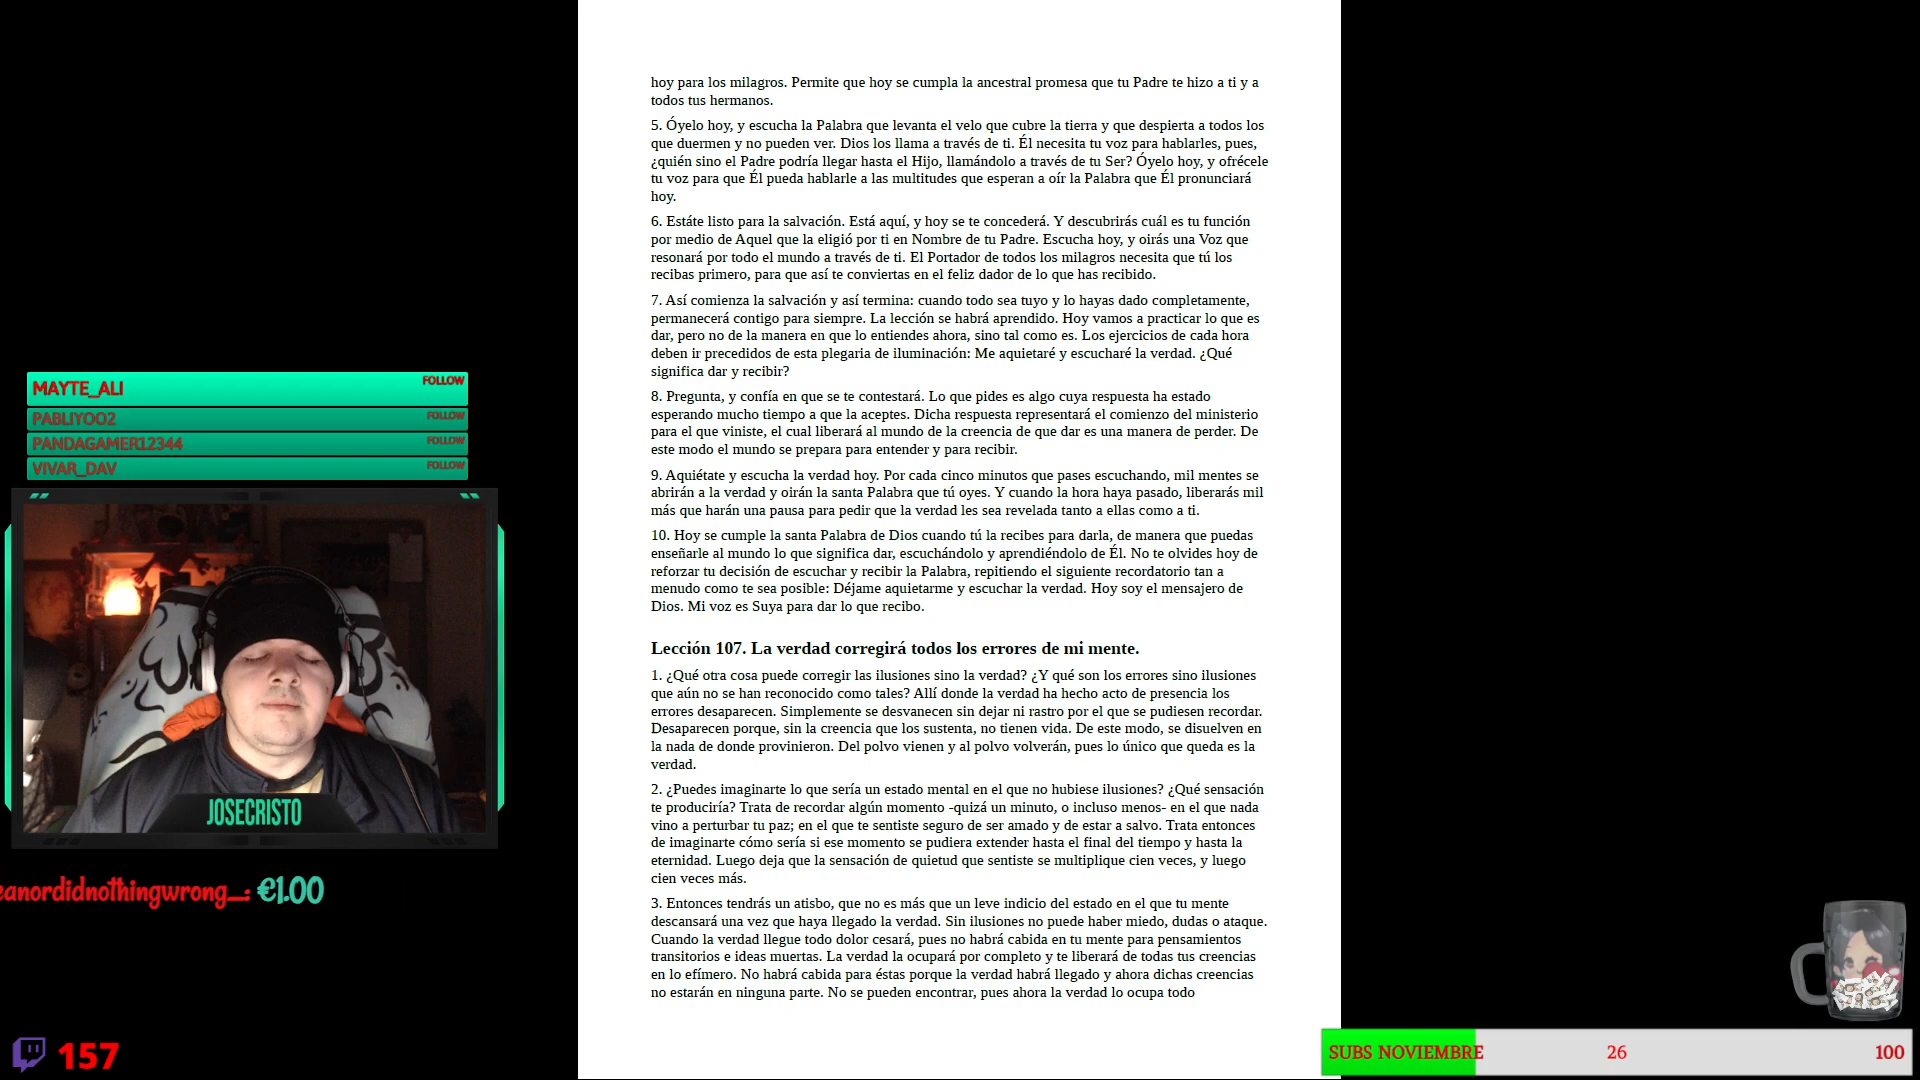 hoy para los milagros. Permite que hoy se cumpla la ancestral promesa que tu Padre te hizo a ti y a
todos tus hermanos.
5. Óyelo hoy, y escucha la Palabra que levanta el velo que cubre la tierra y que despierta a todos los
que duermen y no pueden ver. Dios los llama a través de ti. Él necesita tu voz para hablarles, pues,
¿quién sino el Padre podría llegar hasta el Hijo, llamándolo a través de tu Ser? Óyelo hoy, y ofrécele
tu voz para que Él pueda hablarle a las multitudes que esperan a oír la Palabra que Él pronunciará
hoy.
6. Estáte listo para la salvación. Está aquí, y hoy se te concederá. Y descubrirás cuál es tu función
por medio de Aquel que la eligió por ti en Nombre de tu Padre. Escucha hoy, y oirás una Voz que
resonará por todo el mundo a través de ti. El Portador de todos los milagros necesita que tú los
recibas primero, para que así te conviertas en el feliz dador de lo que has recibido.
7. Así comienza la salvación y así termina: cuando todo sea tuyo y lo hayas dado completamente,
permanecerá contigo para siempre. La lección se habrá aprendido. Hoy vamos a practicar lo que es
dar, pero no de la manera en que lo entiendes ahora, sino tal como es. Los ejercicios de cada hora
deben ir precedidos de esta plegaria de iluminación: Me aquietaré y escucharé la verdad. ¿Qué
significa dar y recibir?
8. Pregunta, y confía en que se te contestará. Lo que pides es algo cuya respuesta ha estado
esperando mucho tiempo a que la aceptes. Dicha respuesta representará el comienzo del ministerio
para el que viniste, el cual liberará al mundo de la creencia de que dar es una manera de perder. De
este modo el mundo se prepara para entender y para recibir.
9. Aquiétate y escucha la verdad hoy. Por cada cinco minutos que pases escuchando, mil mentes se
abrirán a la verdad y oirán la santa Palabra que tú oyes. Y cuando la hora haya pasado, liberarás mil
más que harán una pausa para pedir que la verdad les sea revelada tanto a ellas como a ti.
10. Hoy se cumple la santa Palabra de Dios cuando tú la recibes para darla, de manera que puedas
enseñarle al mundo lo que significa dar, escuchándolo y aprendiéndolo de Él. No te olvides hoy de
reforzar tu decisión de escuchar y recibir la Palabra, repitiendo el siguiente recordatorio tan a
menudo como te sea posible: Déjame aquietarme y escuchar la verdad. Hoy soy el mensajero de
Dios. Mi voz es Suya para dar lo que recibo.
Lección 107. La verdad corregirá todos los errores de mi mente.
1. ¿Qué otra cosa puede corregir las ilusiones sino la verdad? ¿Y qué son los errores sino ilusiones
que aún no se han reconocido como tales? Allí donde la verdad ha hecho acto de presencia los
errores desaparecen. Simplemente se desvanecen sin dejar ni rastro por el que se pudiesen recordar.
Desaparecen porque, sin la creencia que los sustenta, no tienen vida. De este modo, se disuelven en
la nada de donde provinieron. Del polvo vienen y al polvo volverán, pues lo único que queda es la
verdad.
2. ¿Puedes imaginarte lo que sería un estado mental en el que no hubiese ilusiones? ¿Qué sensación
te produciría? Trata de recordar algún momento -quizá un minuto, o incluso menos- en el que nada
vino a perturbar tu paz; en el que te sentiste seguro de ser amado y de estar a salvo. Trata entonces
de imaginarte cómo sería si ese momento se pudiera extender hasta el final del tiempo y hasta la
eternidad. Luego deja que la sensación de quietud que sentiste se multiplique cien veces, y luego
cien veces más.
3. Entonces tendrás un atisbo, que no es más que un leve indicio del estado en el que tu mente
descansará una vez que haya llegado la verdad. Sin ilusiones no puede haber miedo, dudas o ataque.
Cuando la verdad llegue todo dolor cesará, pues no habrá cabida en tu mente para pensamientos
transitorios e ideas muertas. La verdad la ocupará por completo y te liberará de todas tus creencias
en lo efímero. No habrá cabida para éstas porque la verdad habrá llegado y ahora dichas creencias
no estarán en ninguna parte. No se pueden encontrar, pues ahora la verdad lo ocupa todo
MAYTE_ALI FOLLOW
PABLIYOO2 FOLLOW
PANDAGAMER12344 FOLLOW
VIVAR_DAV FOLLOW
JOSECRISTO
eanordidnothingwrong_: €1.00
157
SUBS NOVIEMBRE 26 100